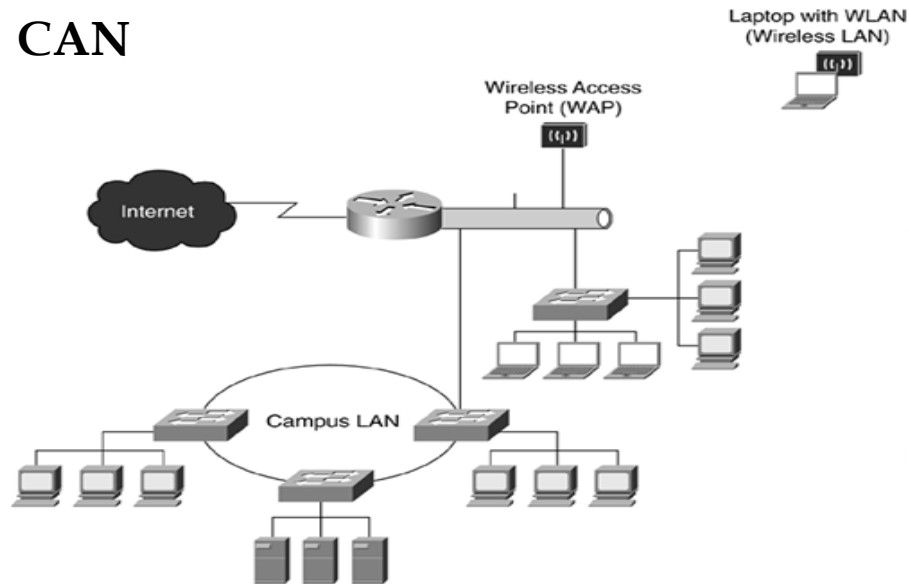 CAN
Laptop with WLAN
(Wireless LAN)
Wireless Access
Point (WAP)
Internet
Campus LAN